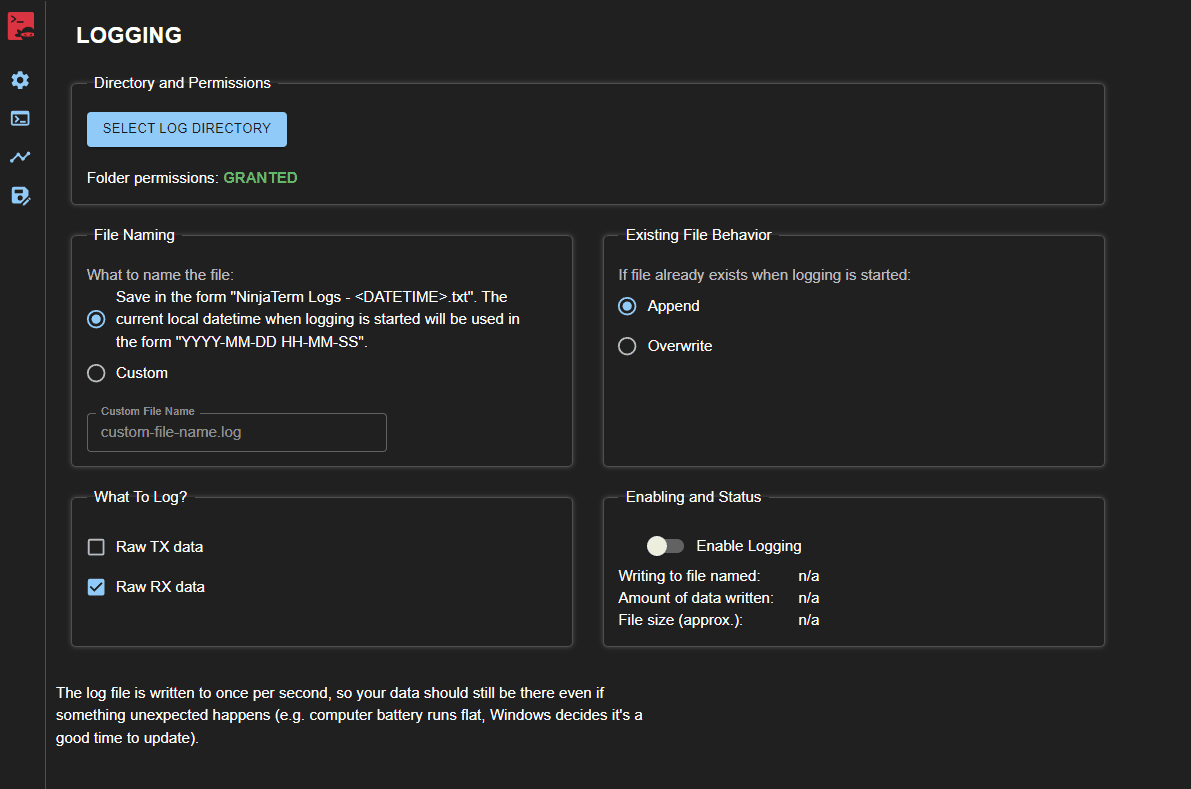 LOGGING
Directory and Permissions
SELECT LOG DIRECTORY
Folder permissions: GRANTED
File Naming
What to name the file:
Save in the form "NinjaTerm Logs - <DATETIME>.txt". The
current local datetime when logging is started will be used in
the form "YYYY-MM-DD HH-MM-SS".
Custom
Custom File Name
custom-file-name.log
Existing File Behavior
If file already exists when logging is started:
Append
Overwrite
What To Log?
Raw TX data
Raw RX data
Enabling and Status
Enable Logging
Writing to file named: n/a
Amount of data written: n/a
File size (approx.): n/a
The log file is written to once per second, so your data should still be there even if
something unexpected happens (e.g. computer battery runs flat, Windows decides it's a
good time to update).